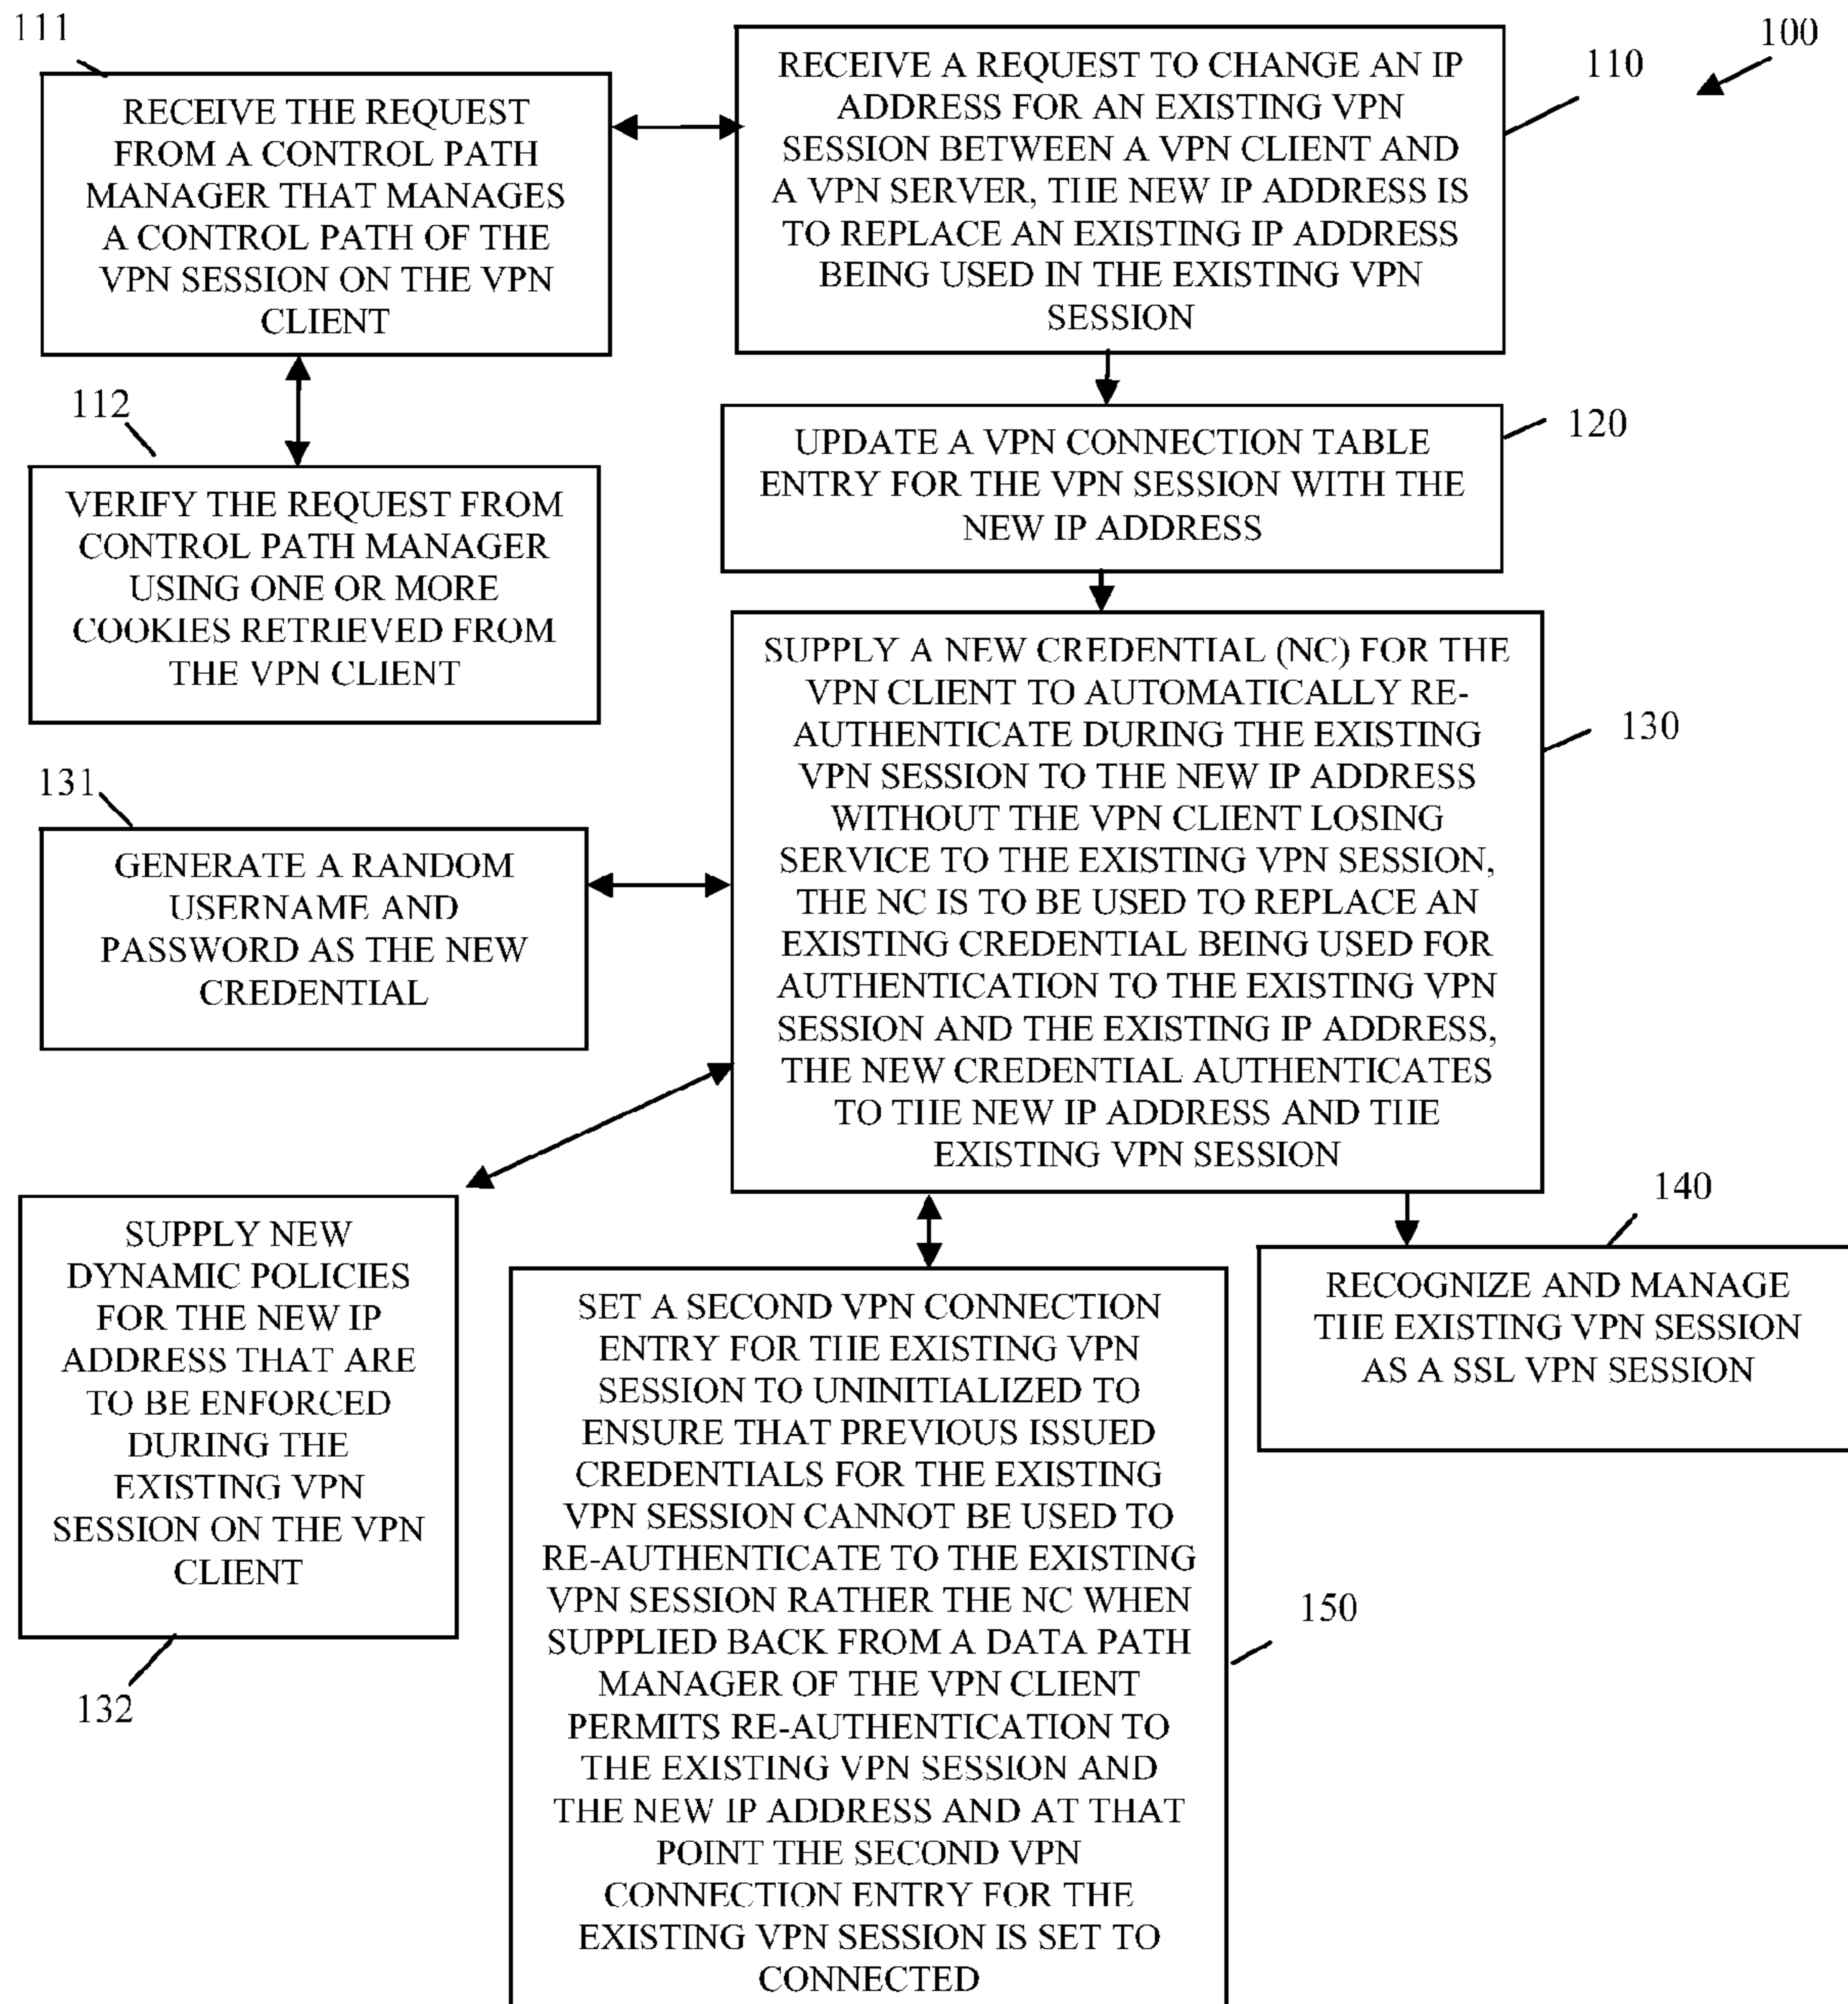 111
100
RECEIVE A REQUEST TO CHANGE AN IP
ADDRESS FOR AN EXISTING VPN
SESSION BETWEEN A VPN CLIENT AND
A VPN SERVER, THE NEW IP ADDRESS IS
TO REPLACE AN EXISTING IP ADDRESS
BEING USED IN THE EXISTING VPN
SESSION
110
RECEIVE THE REQUEST
FROM A CONTROL PATH
MANAGER THAT MANAGES
A CONTROL PATH OF THE
VPN SESSION ON THE VPN
CLIENT
112
VERIFY THE REQUEST FROM
CONTROL PATH MANAGER
USING ONE OR MORE
COOKIES RETRIEVED FROM
THE VPN CLIENT
UPDATE A VPN CONNECTION TABLE
ENTRY FOR THE VPN SESSION WITH THE
NEW IP ADDRESS
120
SUPPLY A NEW CREDENTIAL (NC) FOR THE
VPN CLIENT TO AUTOMATICALLY RE-
AUTHENTICATE DURING THE EXISTING
VPN SESSION TO THE NEW IP ADDRESS
WITHOUT THE VPN CLIENT LOSING
SERVICE TO THE EXISTING VPN SESSION,
THE NC IS TO BE USED TO REPLACE AN
EXISTING CREDENTIAL BEING USED FOR
AUTHENTICATION TO THE EXISTING VPN
SESSION AND THE EXISTING IP ADDRESS,
THE NEW CREDENTIAL AUTHENTICATES
TO THE NEW IP ADDRESS AND THE
EXISTING VPN SESSION
130
131
GENERATE A RANDOM
USERNAME AND
PASSWORD AS THE NEW
CREDENTIAL
SUPPLY NEW
DYNAMIC POLICIES
FOR THE NEW IP
ADDRESS THAT ARE
TO BE ENFORCED
DURING THE
EXISTING VPN
SESSION ON THE VPN
CLIENT
132
SET A SECOND VPN CONNECTION
ENTRY FOR THE EXISTING VPN
SESSION TO UNINITIALIZED TO
ENSURE THAT PREVIOUS ISSUED
CREDENTIALS FOR THE EXISTING
VPN SESSION CANNOT BE USED TO
RE-AUTHENTICATE TO THE EXISTING
VPN SESSION RATHER THE NC WHEN
SUPPLIED BACK FROM A DATA PATH
MANAGER OF THE VPN CLIENT
PERMITS RE-AUTHENTICATION TO
THE EXISTING VPN SESSION AND
THE NEW IP ADDRESS AND AT THAT
POINT THE SECOND VPN
CONNECTION ENTRY FOR THE
EXISTING VPN SESSION IS SET TO
CONNECTED
150
140
RECOGNIZE AND MANAGE
THE EXISTING VPN SESSION
AS A SSL VPN SESSION